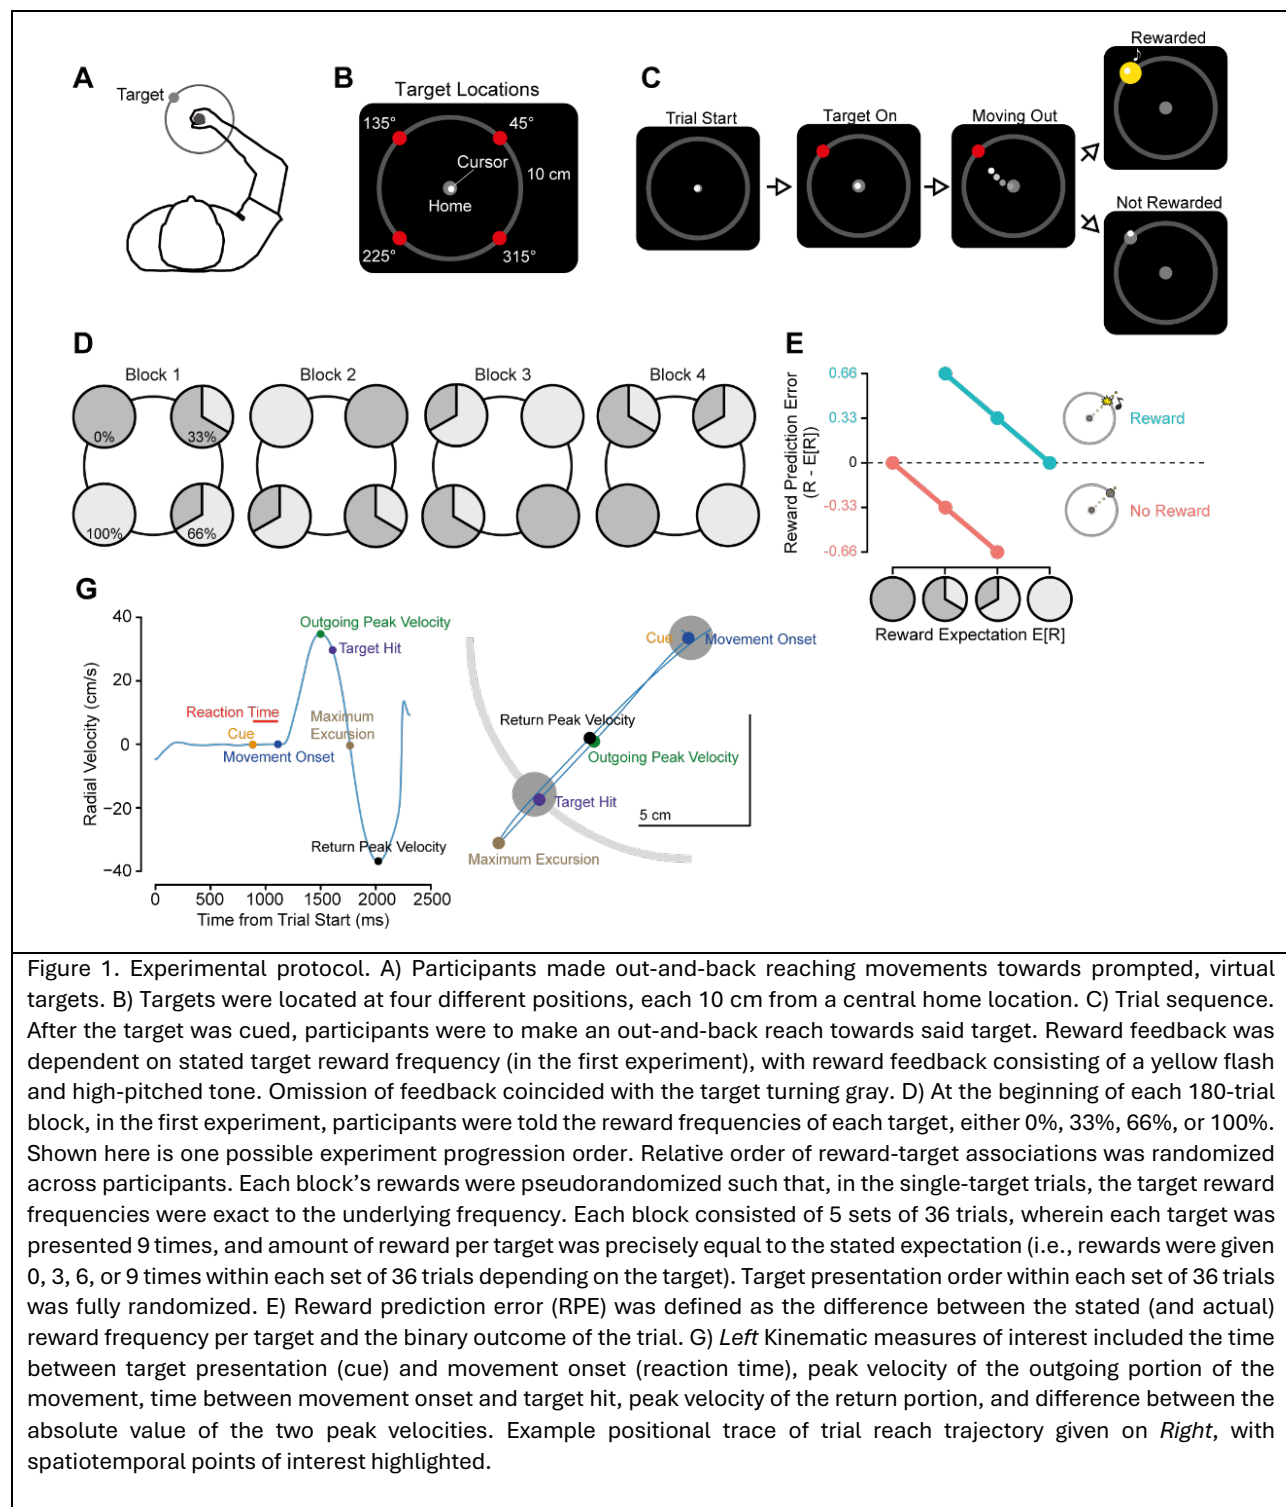 A
Target
B
Target Locations
135°
45°
Cursor
10 cm
Home
225°
315°
C
Trial Start
Target On
Moving Out
Rewarded
♪
Not Rewarded
D
Block 1
Block 2
Block 3
Block 4
0%
33%
100%
66%
E
Reward Prediction Error
(R - E[R])
0.66
0.33
0
-0.33
-0.66
Reward
No Reward
Reward Expectation E[R]
G
Radial Velocity (cm/s)
40
20
0
−20
−40
Outgoing Peak Velocity
Target Hit
Reaction Time
Cue
Maximum
Excursion
Movement Onset
Return Peak Velocity
0 500 1000 1500 2000 2500
Time from Trial Start (ms)
Cue
Movement Onset
Return Peak Velocity
Outgoing Peak Velocity
Target Hit
5 cm
Maximum Excursion
Figure 1. Experimental protocol. A) Participants made out-and-back reaching movements towards prompted, virtual
targets. B) Targets were located at four different positions, each 10 cm from a central home location. C) Trial sequence.
After the target was cued, participants were to make an out-and-back reach towards said target. Reward feedback was
dependent on stated target reward frequency (in the first experiment), with reward feedback consisting of a yellow flash
and high-pitched tone. Omission of feedback coincided with the target turning gray. D) At the beginning of each 180-trial
block, in the first experiment, participants were told the reward frequencies of each target, either 0%, 33%, 66%, or 100%.
Shown here is one possible experiment progression order. Relative order of reward-target associations was randomized
across participants. Each block’s rewards were pseudorandomized such that, in the single-target trials, the target reward
frequencies were exact to the underlying frequency. Each block consisted of 5 sets of 36 trials, wherein each target was
presented 9 times, and amount of reward per target was precisely equal to the stated expectation (i.e., rewards were given
0, 3, 6, or 9 times within each set of 36 trials depending on the target). Target presentation order within each set of 36 trials
was fully randomized. E) Reward prediction error (RPE) was defined as the difference between the stated (and actual)
reward frequency per target and the binary outcome of the trial. G) Left Kinematic measures of interest included the time
between target presentation (cue) and movement onset (reaction time), peak velocity of the outgoing portion of the
movement, time between movement onset and target hit, peak velocity of the return portion, and difference between the
absolute value of the two peak velocities. Example positional trace of trial reach trajectory given on Right, with
spatiotemporal points of interest highlighted.